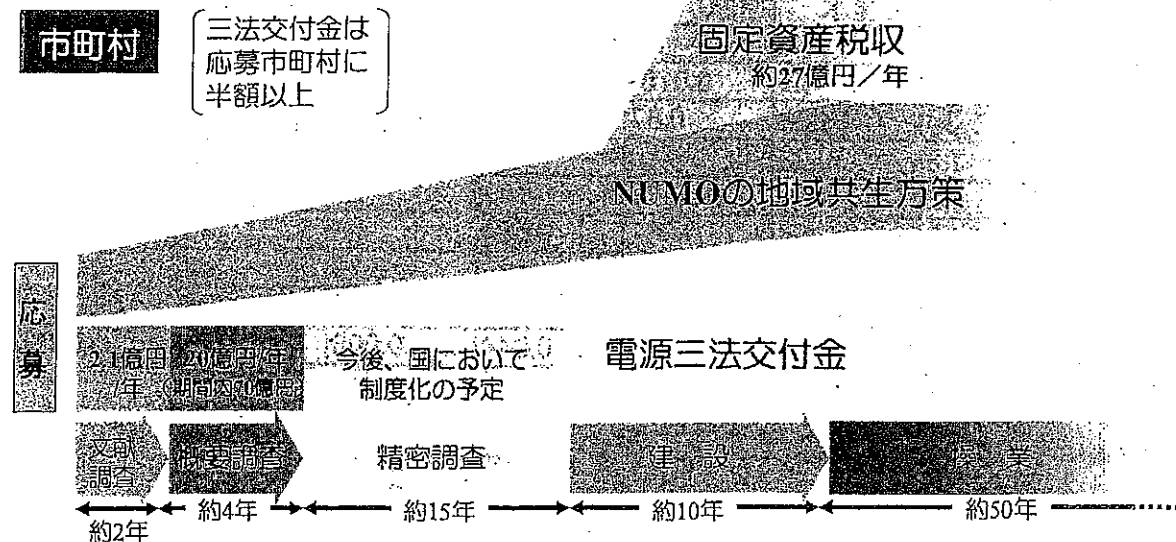 市町村
三法交付金は
応募市町村に
半額以上
固定資産税収
約27億円／年
NUMOの地域共生方策
応募
2.1億円
/年
20億円/年
(期間内70億円)
今後、国において
制度化の予定
電源三法交付金
文献
調査
概要調査
精密調査
建設
操業
約2年
約4年
約15年
約10年
約50年